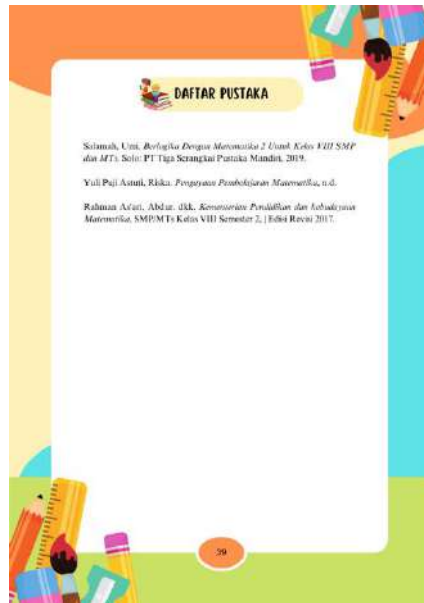 DAFTAR PUSTAKA
Salamah, Umi. Berlogika Dengan Matematika 2 Untuk Kelas VIII SMP
dan MTs. Solo: PT Tiga Serangkai Pustaka Mandiri, 2019.
Yuli Puji Astuti, Riska. Pengayaan Pembelajaran Matematika, n.d.
Rahman As'ari, Abdur. dkk. Kementerian Pendidikan dan kebudayaan
Matematika. SMP/MTs Kelas VIII Semester 2, | Edisi Revisi 2017.
39